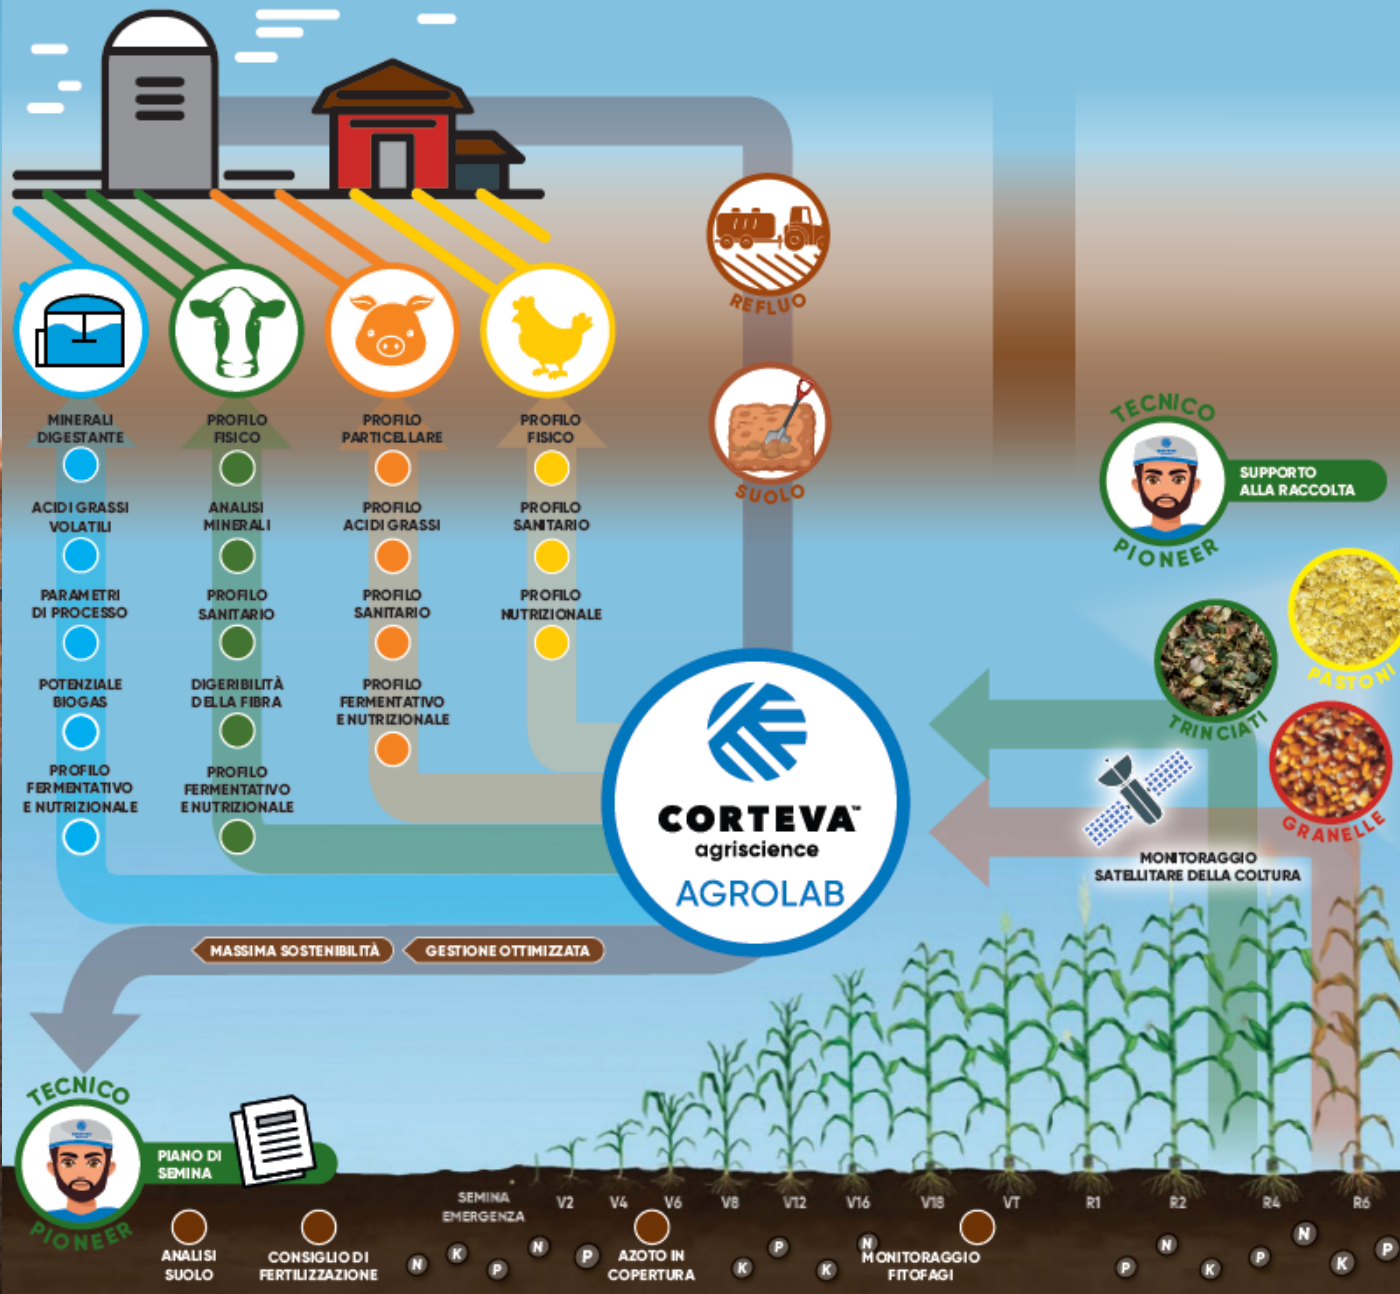 REFLUO
SUOLO
MINERALI
DIGESTANTE
ACIDI GRASSI
VOLATILI
PARAMETRI
DI PROCESSO
POTENZIALE
BIOGAS
PROFILO
FERMENTATIVO
E NUTRIZIONALE
PROFILO
FISICO
ANALISI
MINERALI
PROFILO
SANITARIO
DIGERIBILITÀ
DELLA FIBRA
PROFILO
FERMENTATIVO
E NUTRIZIONALE
PROFILO
PARTICELLARE
PROFILO
ACIDI GRASSI
PROFILO
SANITARIO
PROFILO
FERMENTATIVO
E NUTRIZIONALE
PROFILO
FISICO
PROFILO
SANITARIO
PROFILO
NUTRIZIONALE
TECNICO
PIONEER
SUPPORTO
ALLA RACCOLTA
PASTONI
TRINCIATI
GRANELLE
CORTEVA™
agriscience
AGROLAB
MONITORAGGIO
SATELLITARE DELLA COLTURA
MASSIMA SOSTENIBILITÀ
GESTIONE OTTIMIZZATA
TECNICO
PIONEER
PIANO DI
SEMINA
SEMINA
EMERGENZA
V2 V4 V6 V8 V12 V16 V18 VT R1 R2 R4 R6
ANALISI
SUOLO
CONSIGLIO DI
FERTILIZZAZIONE
AZOTO IN
COPERTURA
MONITORAGGIO
FITOFAGI
N K P N P K P K N P N K P N K P